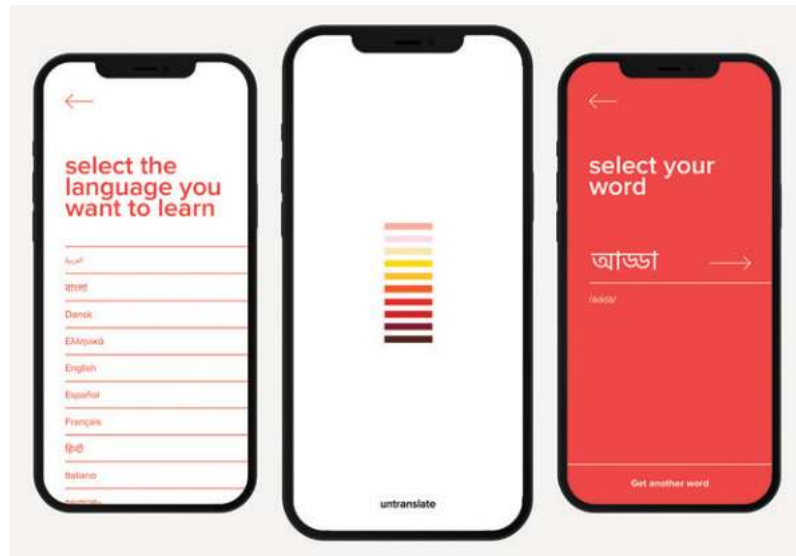 select the
language you
want to learn
العربية
বাংলা
Dansk
Ελληνικά
English
Español
Français
हिन्दी
Italiano
untranslate
select your
word
আড্ডা
/āddā/
Get another word